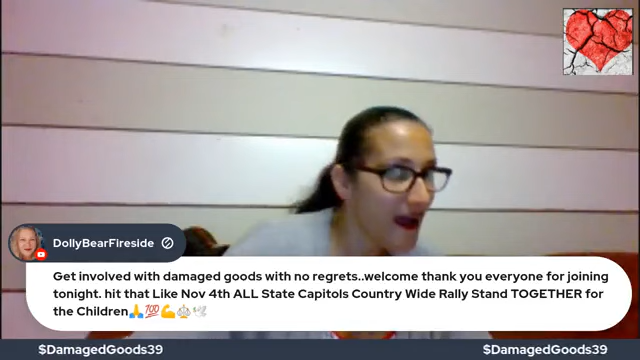 DollyBearFireside
Get involved with damaged goods with no regrets..welcome thank you everyone for joining
tonight. hit that Like Nov 4th ALL State Capitols Country Wide Rally Stand TOGETHER for
the Children🙏💯💪⚖️🕊️
$DamagedGoods39
$DamagedGoods39